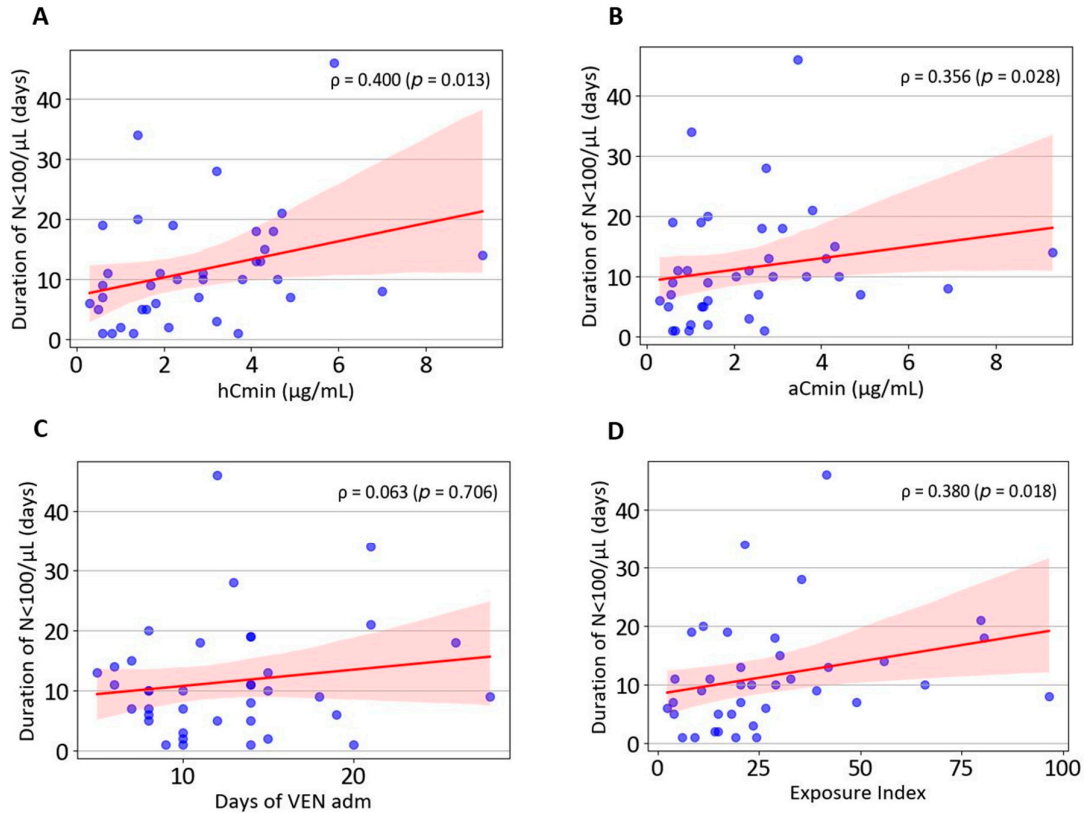 A
ρ = 0.400 (p = 0.013)
Duration of N<100/μL (days)
40
30
20
10
0
0 2 4 6 8
hCmin (μg/mL)
B
ρ = 0.356 (p = 0.028)
Duration of N<100/μL (days)
40
30
20
10
0
0 2 4 6 8
aCmin (μg/mL)
C
ρ = 0.063 (p = 0.706)
Duration of N<100/μL (days)
40
30
20
10
0
10 20
Days of VEN adm
D
ρ = 0.380 (p = 0.018)
Duration of N<100/μL (days)
40
30
20
10
0
0 25 50 75 100
Exposure Index